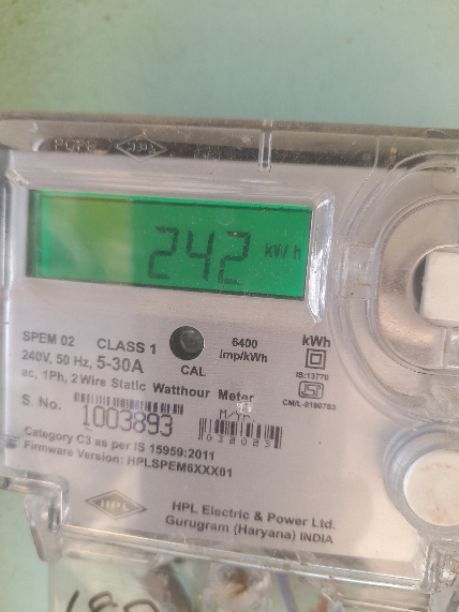 HPL
242 kWh
SPEM 02 CLASS 1 6400 kWh
240V, 50 Hz, 5-30A imp/kWh
CAL IS:13779
ac, 1Ph, 2 Wire Static Watthour Meter
S. No. 1003893
Category C3 as per IS 15959:2011
Firmware Version: HPLSPEM6XXX01
HPL
HPL Electric & Power Ltd.
Gurugram (Haryana) INDIA